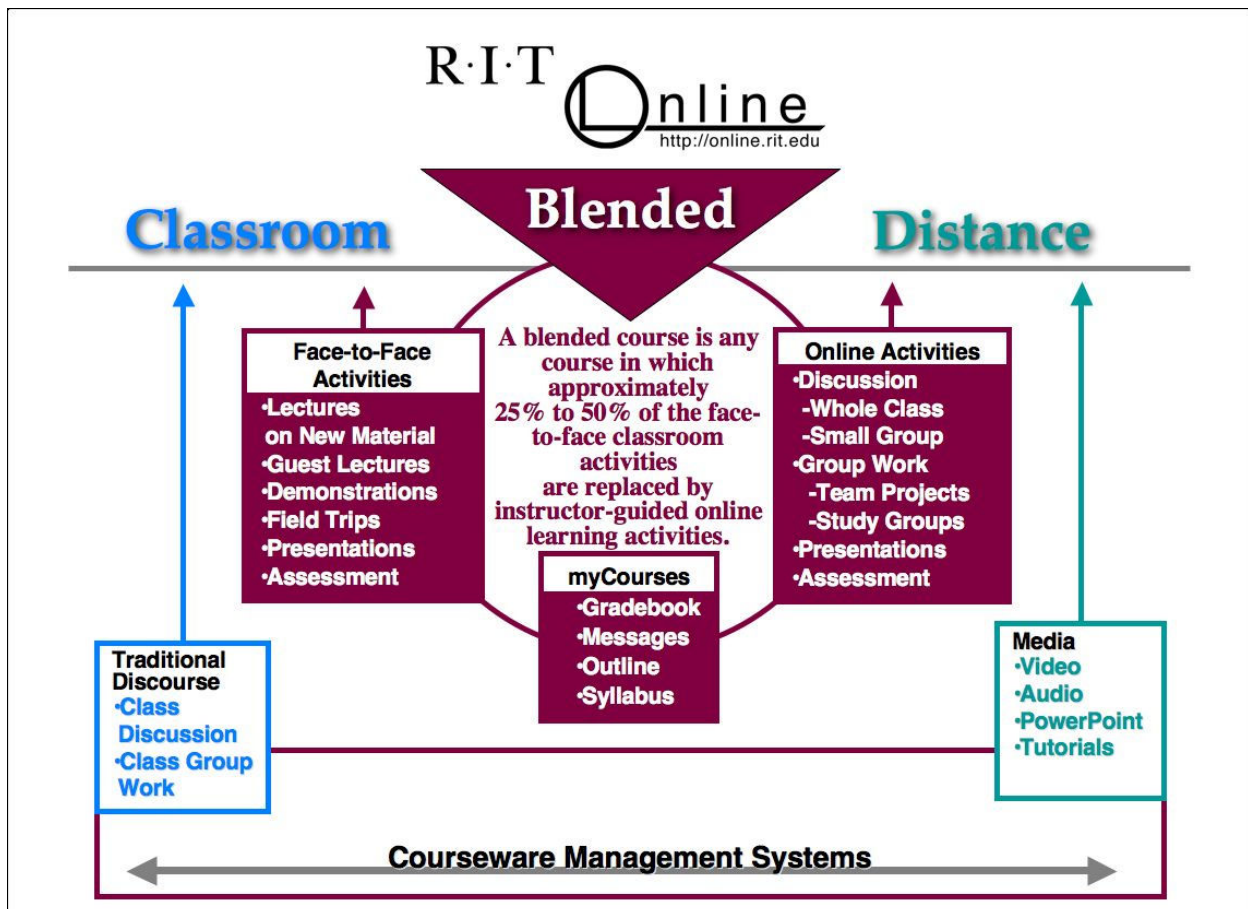 R·I·T
Online
http://online.rit.edu
Blended
Classroom
Distance
Face-to-Face
Activities
•Lectures
on New Material
•Guest Lectures
•Demonstrations
•Field Trips
•Presentations
•Assessment
A blended course is any
course in which
approximately
25% to 50% of the face-
to-face classroom
activities
are replaced by
instructor-guided online
learning activities.
Online Activities
•Discussion
-Whole Class
-Small Group
•Group Work
-Team Projects
-Study Groups
•Presentations
•Assessment
myCourses
•Gradebook
•Messages
•Outline
•Syllabus
Traditional
Discourse
•Class
Discussion
•Class Group
Work
Media
•Video
•Audio
•PowerPoint
•Tutorials
Courseware Management Systems